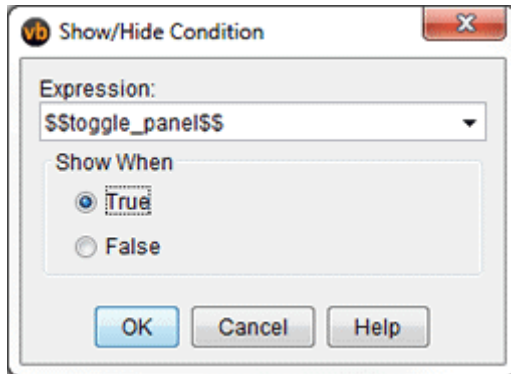 vb Show/Hide Condition
Expression:
$$toggle_panel$$
Show When
True
False
OK Cancel Help